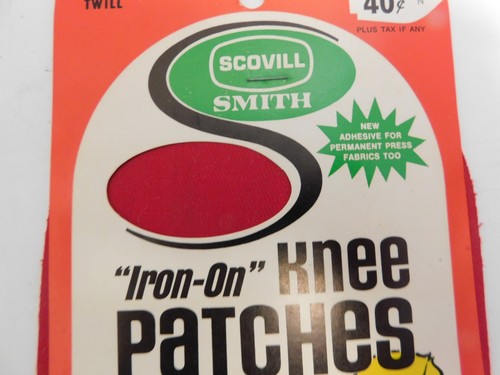 TWILL
40¢
PLUS TAX IF ANY
SCOVILL
SMITH
NEW
ADHESIVE FOR
PERMANENT PRESS
FABRICS TOO
"Iron-On" Knee
PATCHES